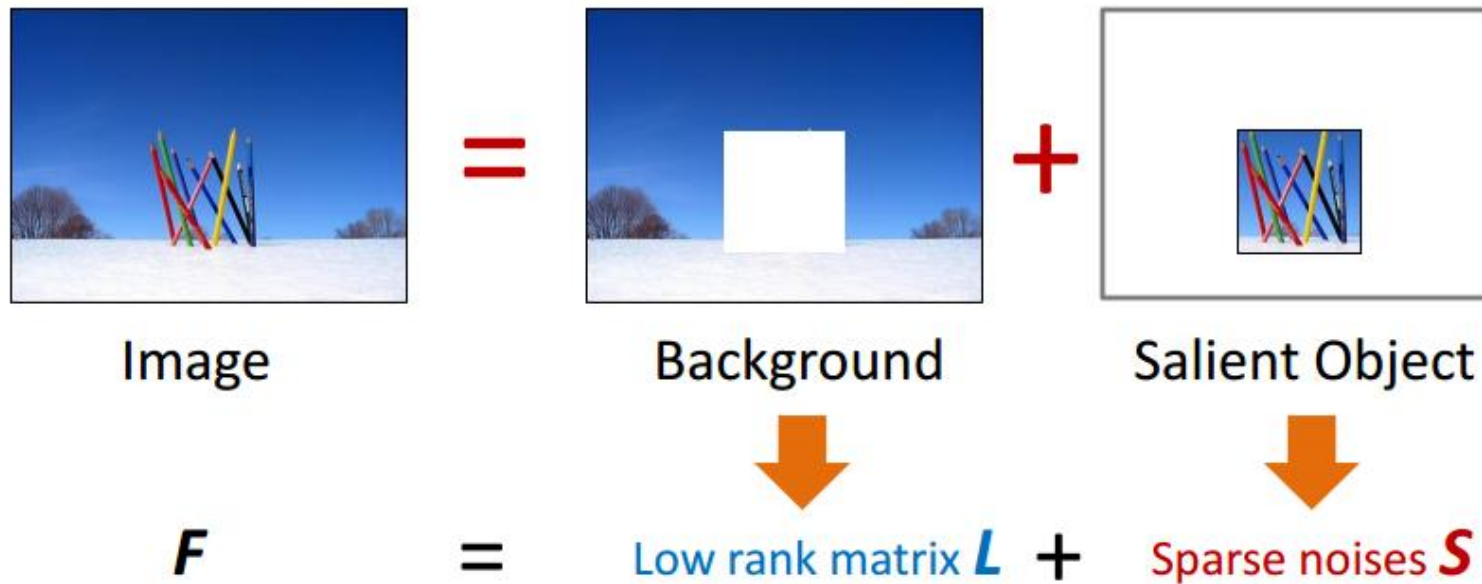 = +
Image Background Salient Object
F = Low rank matrix L + Sparse noises S